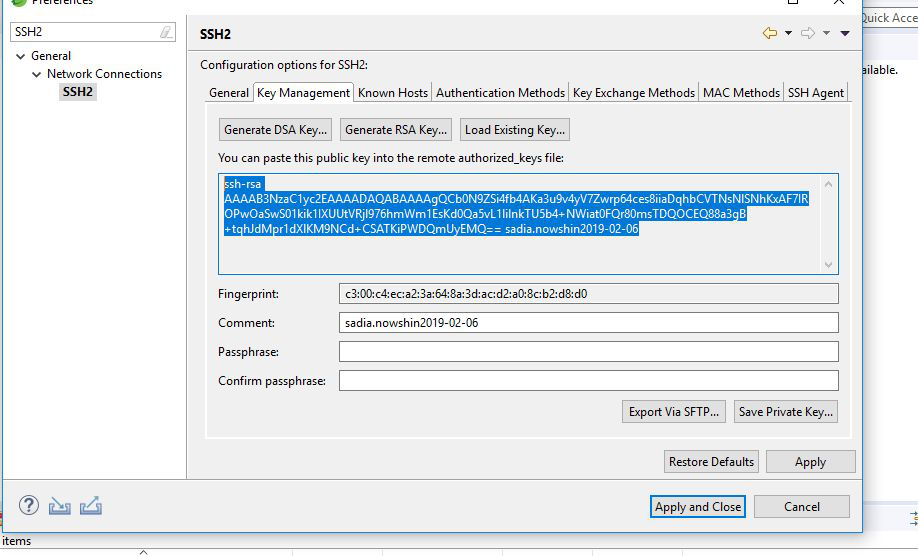 Preferences
SSH2
SSH2
Quick Acce
General
Network Connections
SSH2
ailable.
Configuration options for SSH2:
General Key Management Known Hosts Authentication Methods Key Exchange Methods MAC Methods SSH Agent
Generate DSA Key... Generate RSA Key... Load Existing Key...
You can paste this public key into the remote authorized_keys file:
ssh-rsa
AAAAB3NzaC1yc2EAAAADAQABAAAAgQCb0N9ZSi4fb4AKa3u9v4yV7Zwrp64ces8iiaDqhbCVTNsNISNhKxAF7lR
OPwOaSwS01kik1lXUUtVRjl976hmWm1EsKd0Qa5vL1IiInkTU5b4+NWiat0FQr80msTDQOCEQ88a3gB
+tqhJdMpr1dXIKM9NCd+CSATKiPWDQmUyEMQ== sadia.nowshin2019-02-06
Fingerprint: c3:00:c4:ec:a2:3a:64:8a:3d:ac:d2:a0:8c:b2:d8:d0
Comment: sadia.nowshin2019-02-06
Passphrase:
Confirm passphrase:
Export Via SFTP... Save Private Key...
Restore Defaults Apply
Apply and Close Cancel
items